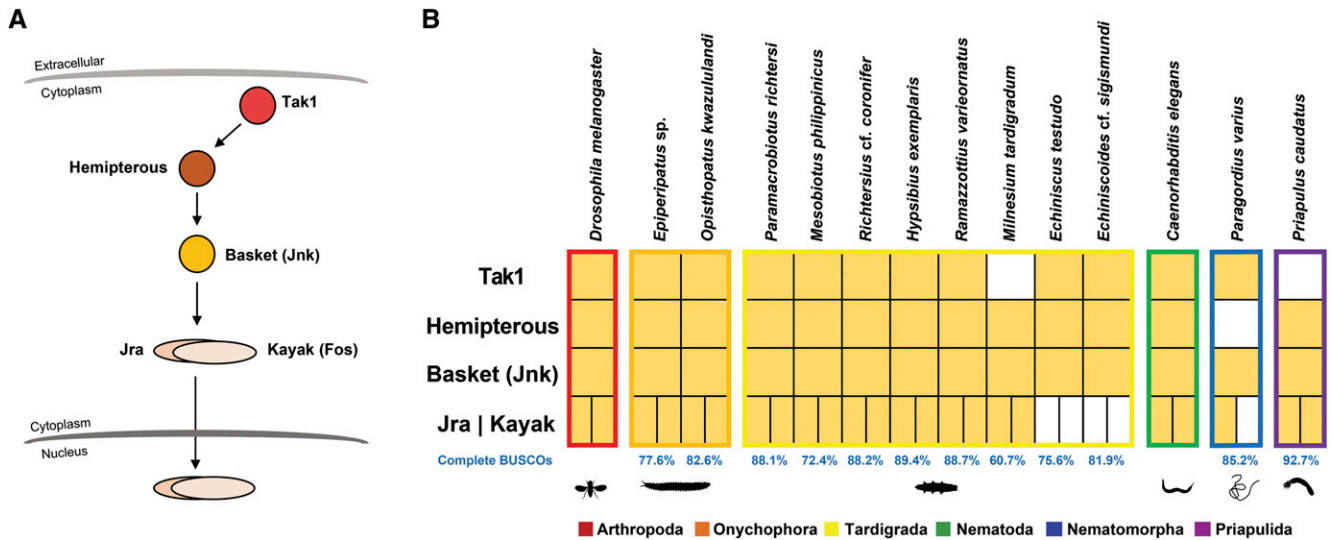 A
Extracellular
Cytoplasm
Tak1
Hemipterous
Basket (Jnk)
Jra
Kayak (Fos)
Cytoplasm
Nucleus
B
Drosophila melanogaster
Epiperipatus sp.
Opisthopatus kwazululandi
Paramacrobiotus richtersi
Mesobiotus philippinicus
Richtersius cf. coronifer
Hypsibius exemplaris
Ramazzottius varieornatus
Milnesium tardigradum
Echiniscus testudo
Echiniscoides cf. sigismundi
Caenorhabditis elegans
Paragordius varius
Priapulus caudatus
Tak1
Hemipterous
Basket (Jnk)
Jra | Kayak
Complete BUSCOs 77.6% 82.6% 88.1% 72.4% 88.2% 89.4% 88.7% 60.7% 75.6% 81.9% 85.2% 92.7%
Arthropoda Onychophora Tardigrada Nematoda Nematomorpha Priapulida